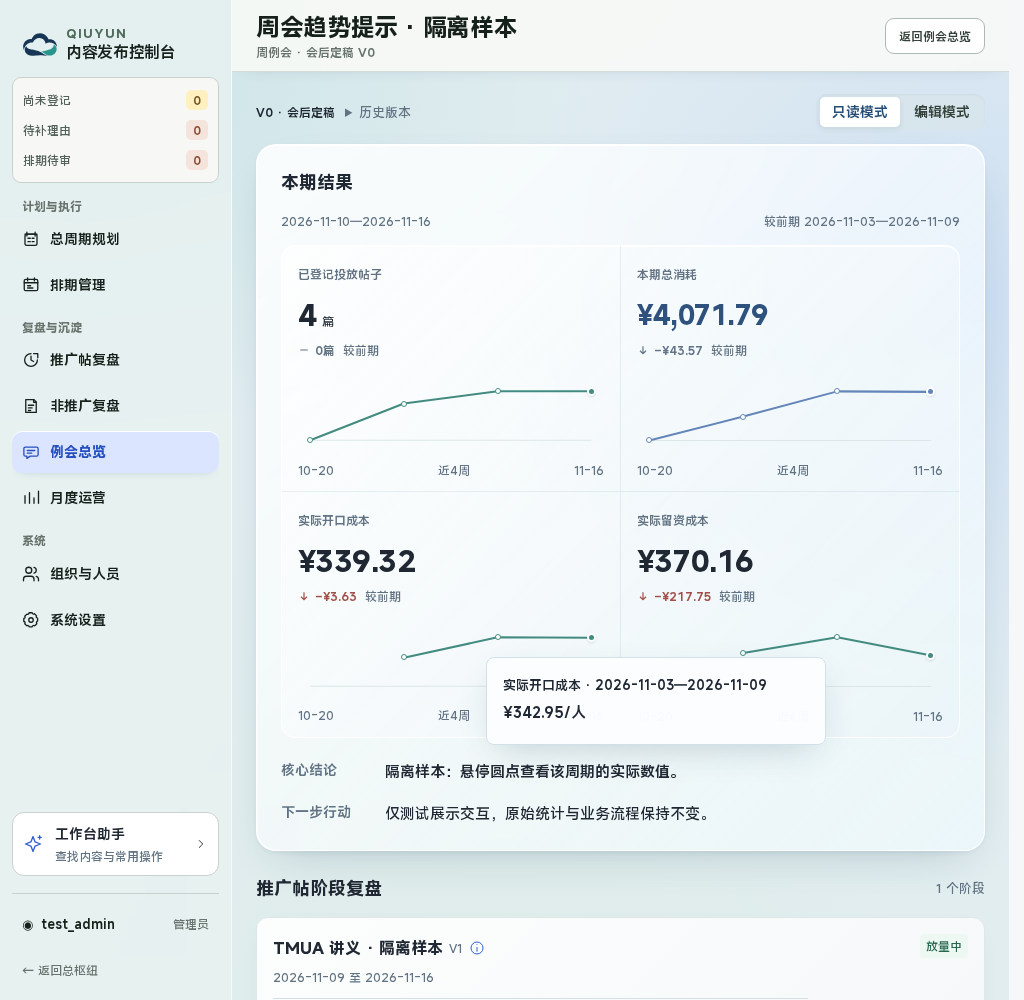 QIUYUN
内容发布控制台
尚未登记 0
待补理由 0
排期待审 0
计划与执行
总周期规划
排期管理
复盘与沉淀
推广帖复盘
非推广复盘
例会总览
月度运营
系统
组织与人员
系统设置
工作台助手
查找内容与常用操作
test_admin 管理员
← 返回总枢纽
周会趋势提示 · 隔离样本
周例会 · 会后定稿 V0
返回例会总览
V0 · 会后定稿 ▶ 历史版本
只读模式 编辑模式
本期结果
2026-11-10—2026-11-16 较前期 2026-11-03—2026-11-09
已登记投放帖子
4 篇
— 0篇 较前期
10-20 近4周 11-16
本期总消耗
¥4,071.79
↓ -¥43.57 较前期
10-20 近4周 11-16
实际开口成本
¥339.32
↓ -¥3.63 较前期
10-20 近4周
实际留资成本
¥370.16
↓ -¥217.75 较前期
11-16
实际开口成本 · 2026-11-03—2026-11-09
¥342.95/人
核心结论 隔离样本：悬停圆点查看该周期的实际数值。
下一步行动 仅测试展示交互，原始统计与业务流程保持不变。
推广帖阶段复盘 1 个阶段
TMUA 讲义 · 隔离样本 V1 放量中
2026-11-09 至 2026-11-16